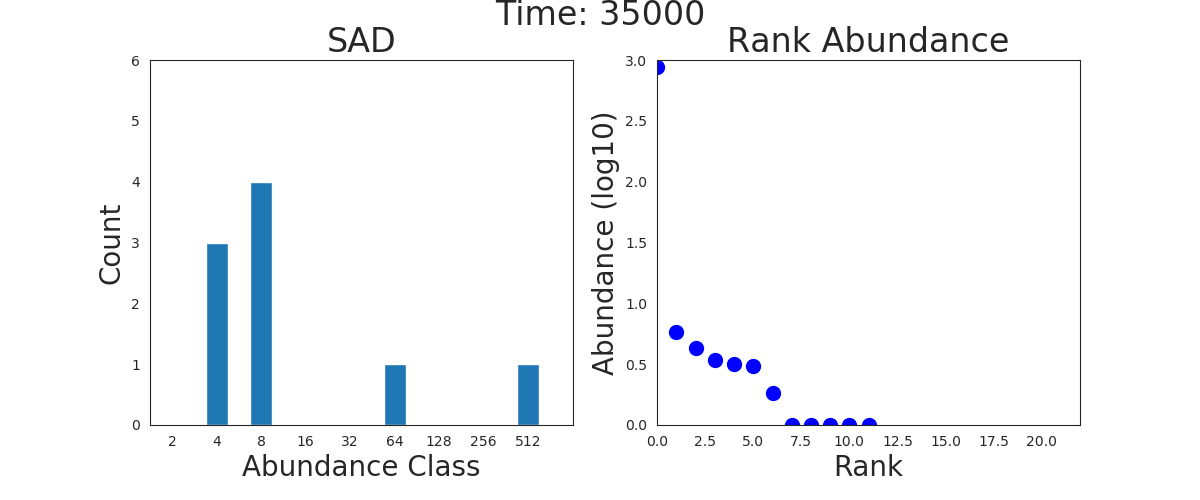 Time: 35000
SAD
Rank Abundance
6
5
4
3
2
1
0
Count
2 4 8 16 32 64 128 256 512
Abundance Class
3.0
2.5
2.0
1.5
1.0
0.5
0.0
Abundance (log10)
0.0 2.5 5.0 7.5 10.0 12.5 15.0 17.5 20.0
Rank